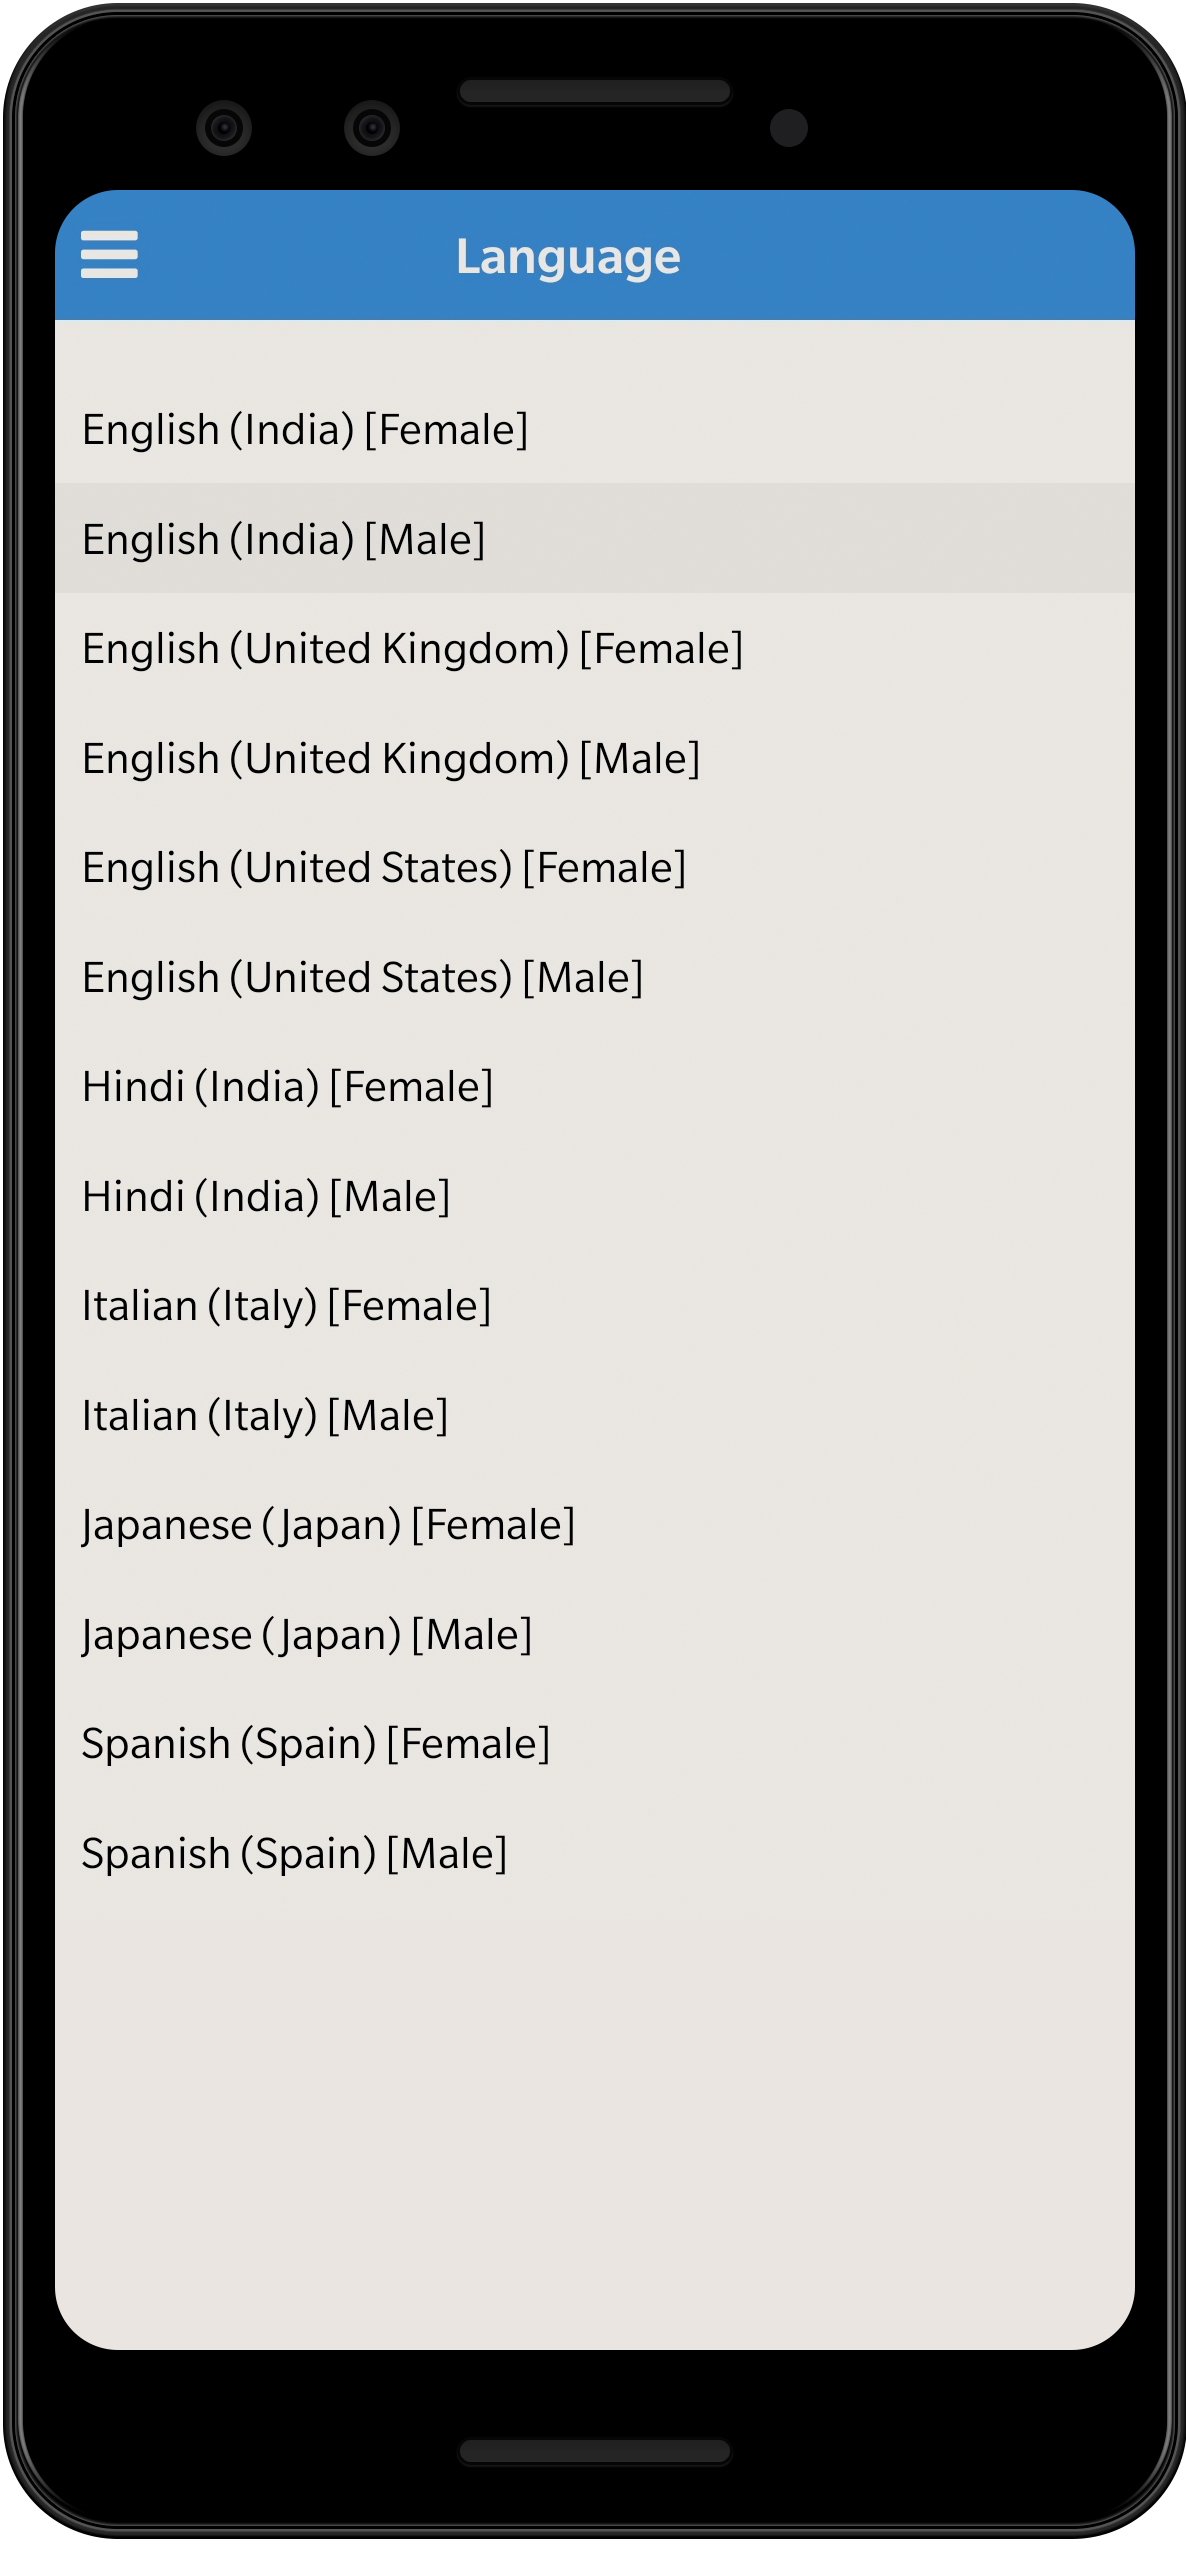 Language
English (India) [Female]
English (India) [Male]
English (United Kingdom) [Female]
English (United Kingdom) [Male]
English (United States) [Female]
English (United States) [Male]
Hindi (India) [Female]
Hindi (India) [Male]
Italian (Italy) [Female]
Italian (Italy) [Male]
Japanese (Japan) [Female]
Japanese (Japan) [Male]
Spanish (Spain) [Female]
Spanish (Spain) [Male]